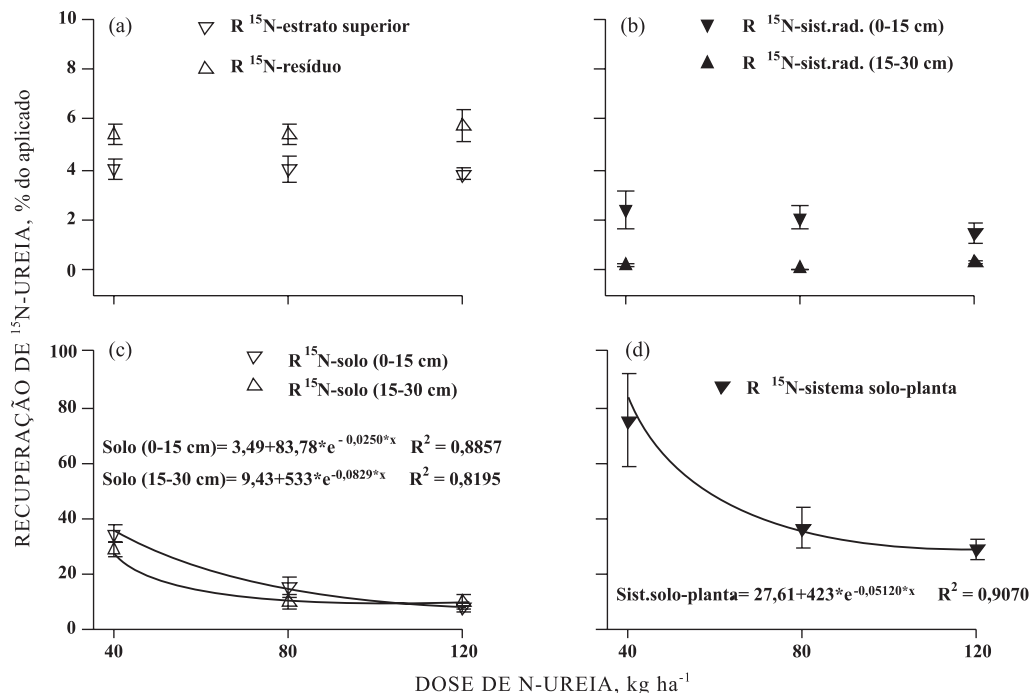 RECUPERAÇÃO DE ¹⁵N-UREIA, % do aplicado
(a)
R ¹⁵N-estrato superior
R ¹⁵N-resíduo
10
8
6
4
2
0
(b)
R ¹⁵N-sist.rad. (0-15 cm)
R ¹⁵N-sist.rad. (15-30 cm)
(c)
R ¹⁵N-solo (0-15 cm)
R ¹⁵N-solo (15-30 cm)
Solo (0-15 cm)= 3,49+83,78*e⁻ ⁰,⁰²⁵⁰*ˣ R² = 0,8857
Solo (15-30 cm)= 9,43+533*e⁻⁰,⁰⁸²⁹*ˣ R² = 0,8195
100
80
60
40
20
0
40 80 120
(d)
R ¹⁵N-sistema solo-planta
Sist.solo-planta= 27,61+423*e⁻⁰,⁰⁵¹²⁰*ˣ R² = 0,9070
40 80 120
DOSE DE N-UREIA, kg ha⁻¹